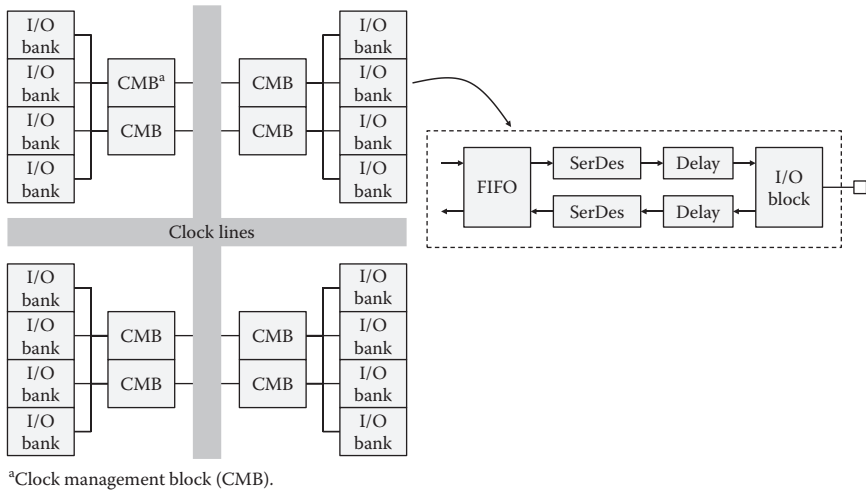 I/O
bank
I/O
bank
I/O
bank
I/O
bank
CMBᵃ
CMB
CMB
CMB
I/O
bank
I/O
bank
I/O
bank
I/O
bank
FIFO
SerDes
Delay
SerDes
Delay
I/O
block
Clock lines
I/O
bank
I/O
bank
I/O
bank
I/O
bank
CMB
CMB
CMB
CMB
I/O
bank
I/O
bank
I/O
bank
I/O
bank
ᵃClock management block (CMB).